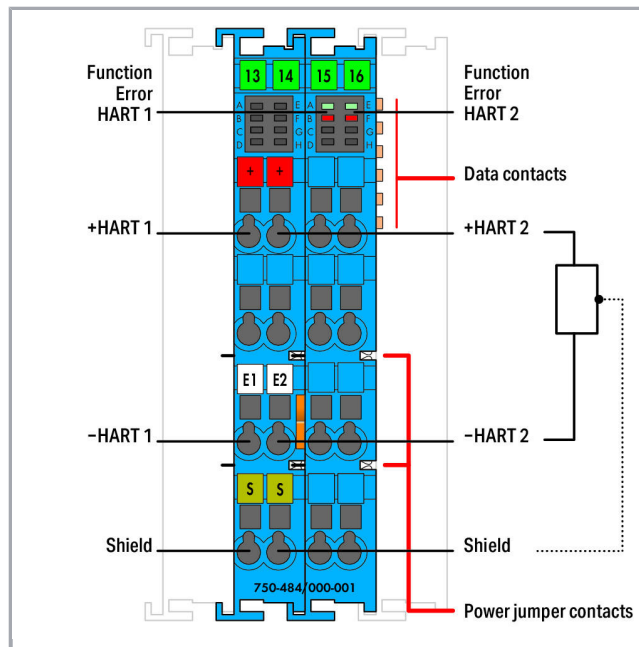 Function
Error
HART 1
13 14 15 16
Function
Error
HART 2
A E A E
B F B F
C G C G
D H D H
Data contacts
+ +
+HART 1
+HART 2
E1 E2
−HART 1
−HART 2
S S
Shield
Shield
750-484/000-001
Power jumper contacts